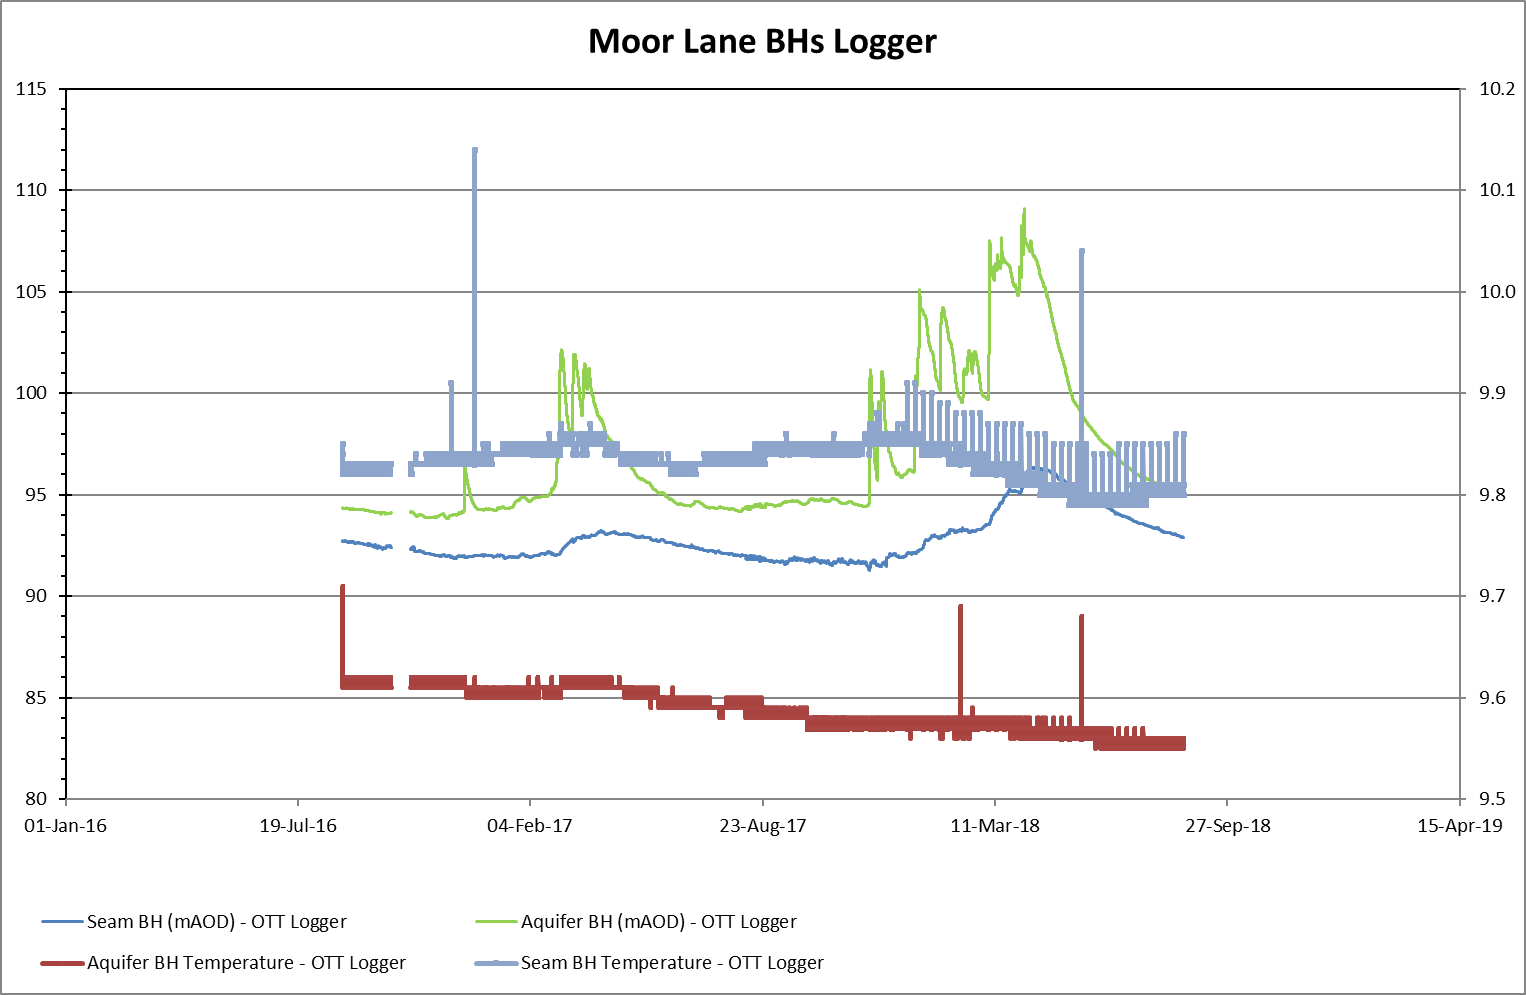 Moor Lane BHs Logger
115 10.2
110 10.1
105 10.0
100 9.9
95 9.8
90 9.7
85 9.6
80 9.5
01-Jan-16 19-Jul-16 04-Feb-17 23-Aug-17 11-Mar-18 27-Sep-18 15-Apr-19
Seam BH (mAOD) - OTT Logger Aquifer BH (mAOD) - OTT Logger
Aquifer BH Temperature - OTT Logger Seam BH Temperature - OTT Logger